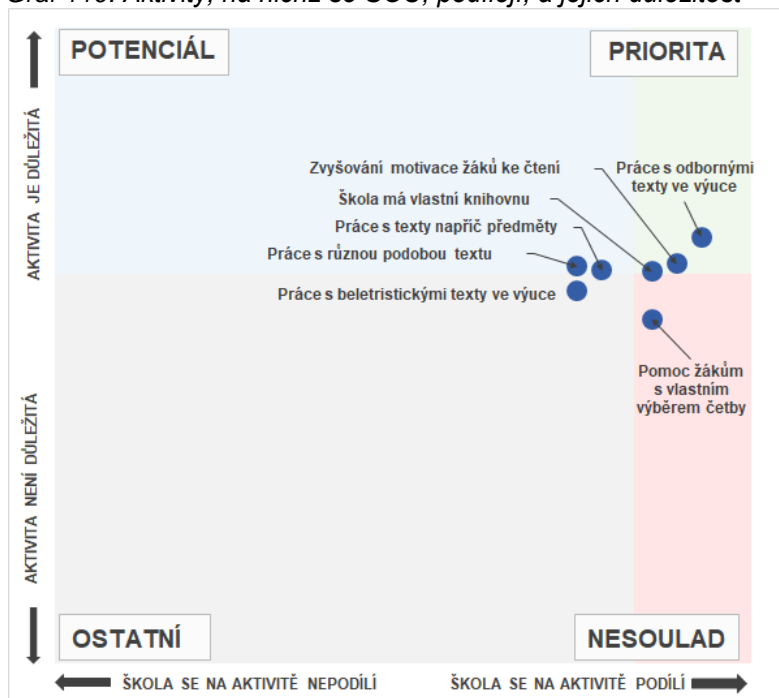 POTENCIÁL
PRIORITA
AKTIVITA JE DŮLEŽITÁ
Zvyšování motivace žáků ke čtení
Práce s odbornými
texty ve výuce
Škola má vlastní knihovnu
Práce s texty napříč předměty
Práce s různou podobou textu
Práce s beletristickými texty ve výuce
Pomoc žákům
s vlastním
výběrem četby
AKTIVITA NENÍ DŮLEŽITÁ
OSTATNÍ
NESOULAD
ŠKOLA SE NA AKTIVITĚ NEPODÍLÍ
ŠKOLA SE NA AKTIVITĚ PODÍLÍ